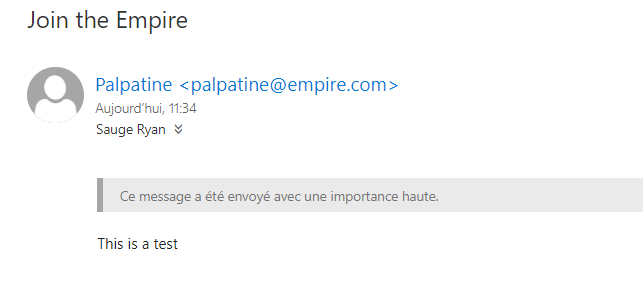 Join the Empire
Palpatine <palpatine@empire.com>
Aujourd'hui, 11:34
Sauge Ryan
Ce message a été envoyé avec une importance haute.
This is a test